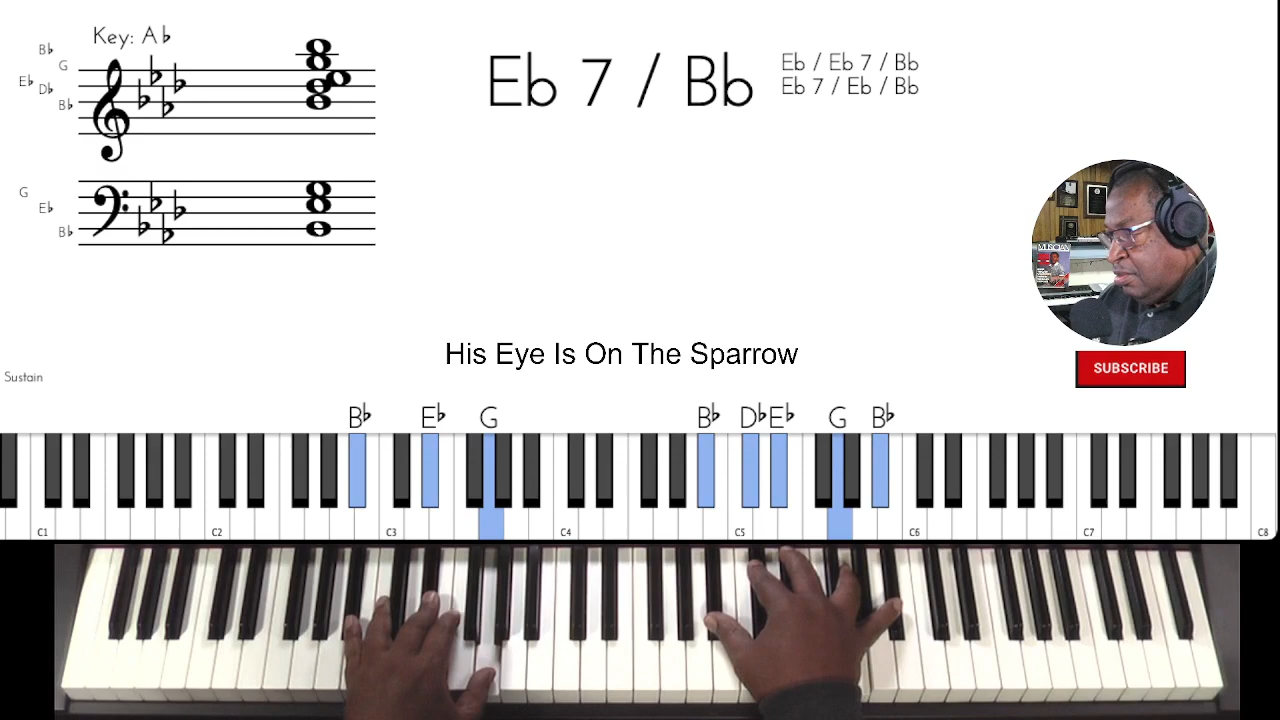 Key: A♭
B♭
G
E♭
D♭
B♭
G
E♭
B♭
Eb 7 / Bb
Eb / Eb 7 / Bb
Eb 7 / Eb / Bb
SUBSCRIBE
His Eye Is On The Sparrow
Sustain
B♭ E♭ G B♭ D♭ E♭ G B♭
C1 C2 C3 C4 C5 C6 C7 C8